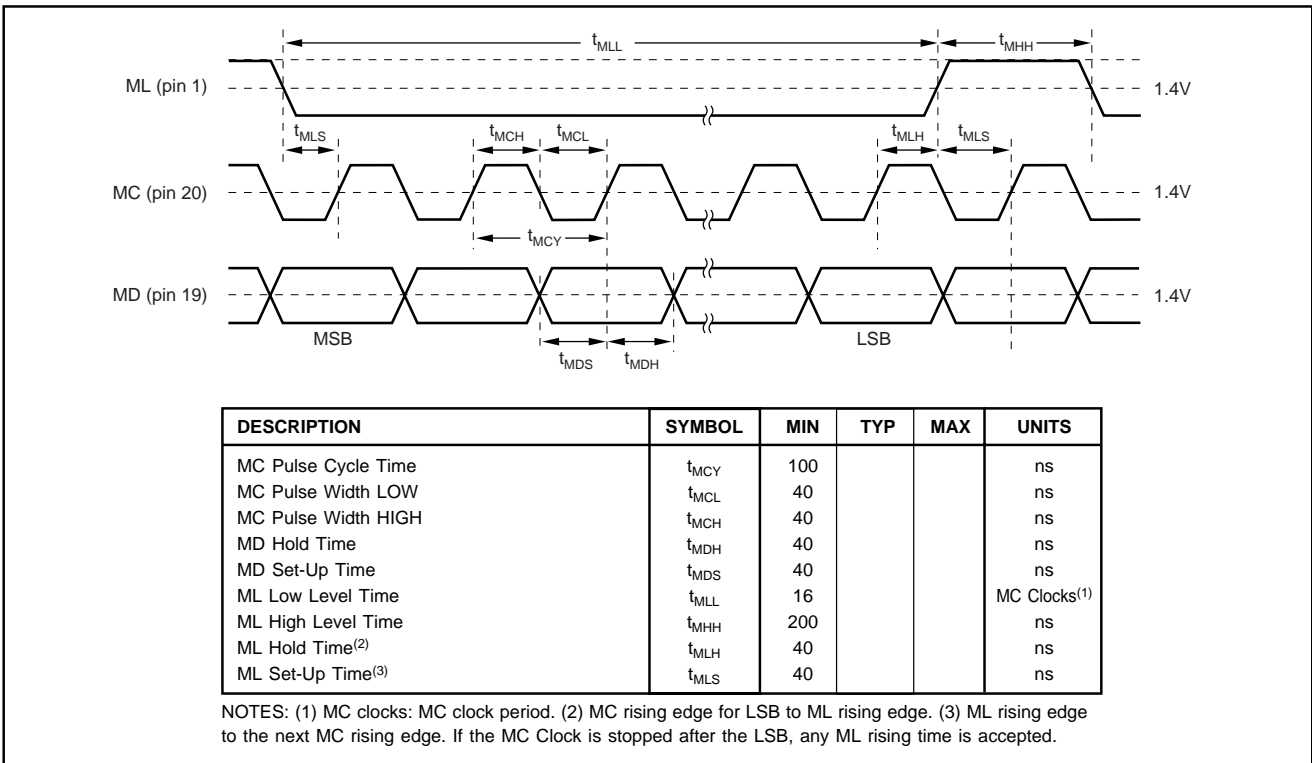 tMLL
tMHH
ML (pin 1)
1.4V
tMLS
tMCH
tMCL
tMLH
tMLS
MC (pin 20)
1.4V
tMCY
MD (pin 19)
1.4V
MSB
LSB
tMDS
tMDH
DESCRIPTION SYMBOL MIN TYP MAX UNITS
MC Pulse Cycle Time tMCY 100 ns
MC Pulse Width LOW tMCL 40 ns
MC Pulse Width HIGH tMCH 40 ns
MD Hold Time tMDH 40 ns
MD Set-Up Time tMDS 40 ns
ML Low Level Time tMLL 16 MC Clocks(1)
ML High Level Time tMHH 200 ns
ML Hold Time(2) tMLH 40 ns
ML Set-Up Time(3) tMLS 40 ns
NOTES: (1) MC clocks: MC clock period. (2) MC rising edge for LSB to ML rising edge. (3) ML rising edge
to the next MC rising edge. If the MC Clock is stopped after the LSB, any ML rising time is accepted.